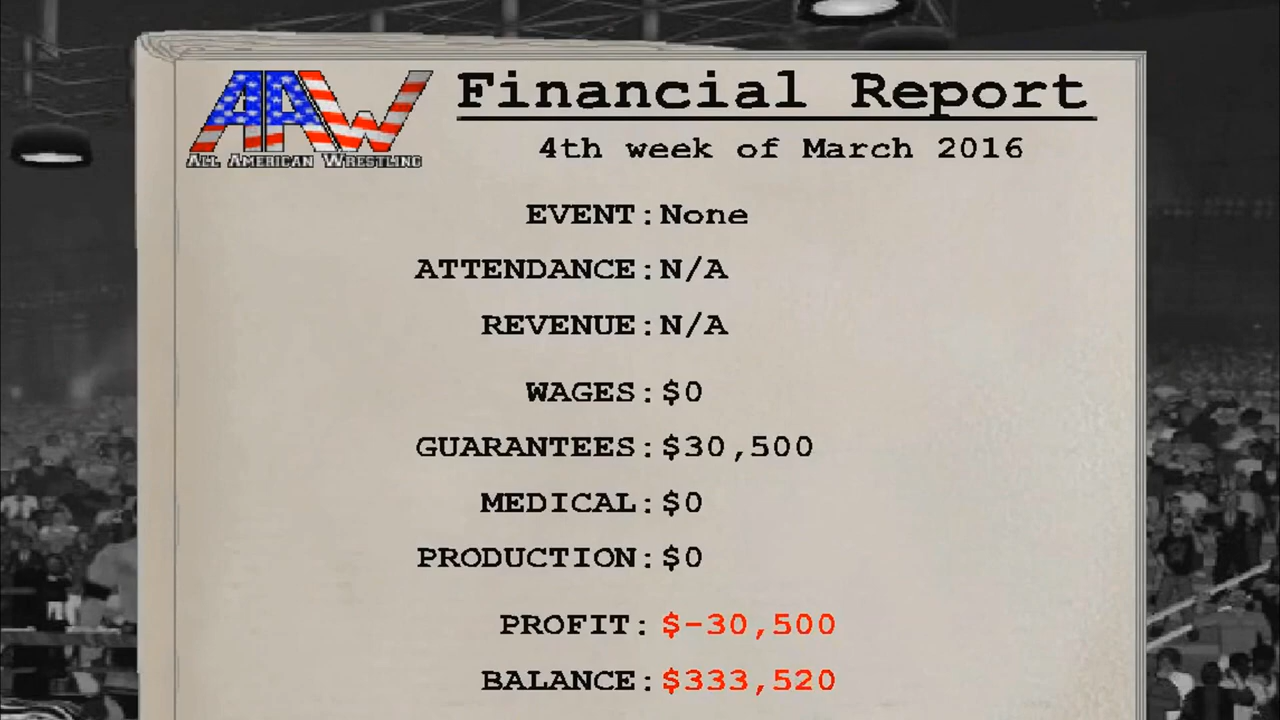 AAW
ALL AMERICAN WRESTLING
Financial Report
4th week of March 2016
EVENT: None
ATTENDANCE: N/A
REVENUE: N/A
WAGES: $0
GUARANTEES: $30,500
MEDICAL: $0
PRODUCTION: $0
PROFIT: $-30,500
BALANCE: $333,520